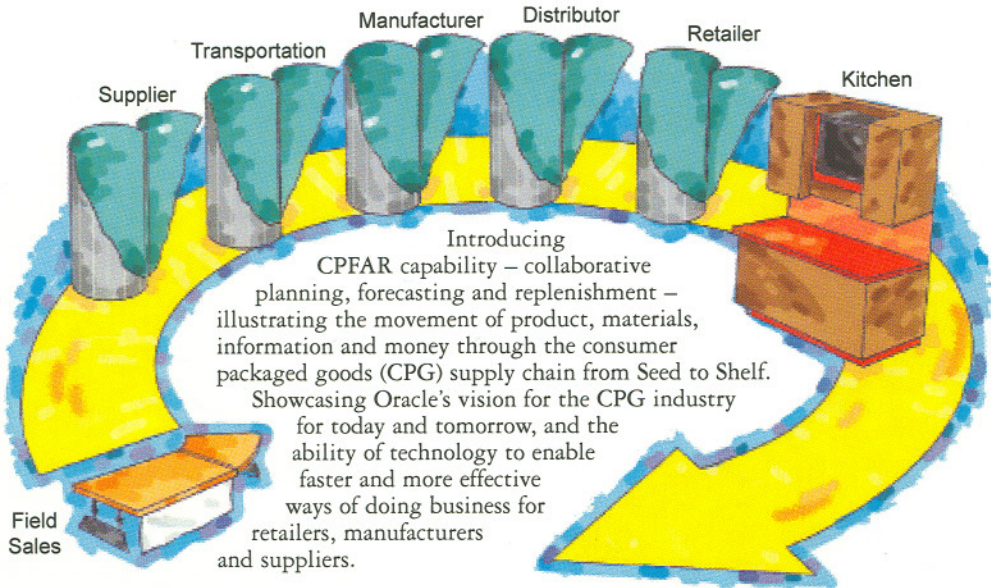 Supplier
Transportation
Manufacturer
Distributor
Retailer
Kitchen
Introducing
CPFAR capability – collaborative
planning, forecasting and replenishment –
illustrating the movement of product, materials,
information and money through the consumer
packaged goods (CPG) supply chain from Seed to Shelf.
Showcasing Oracle's vision for the CPG industry
for today and tomorrow, and the
ability of technology to enable
faster and more effective
ways of doing business for
retailers, manufacturers
and suppliers.
Field
Sales